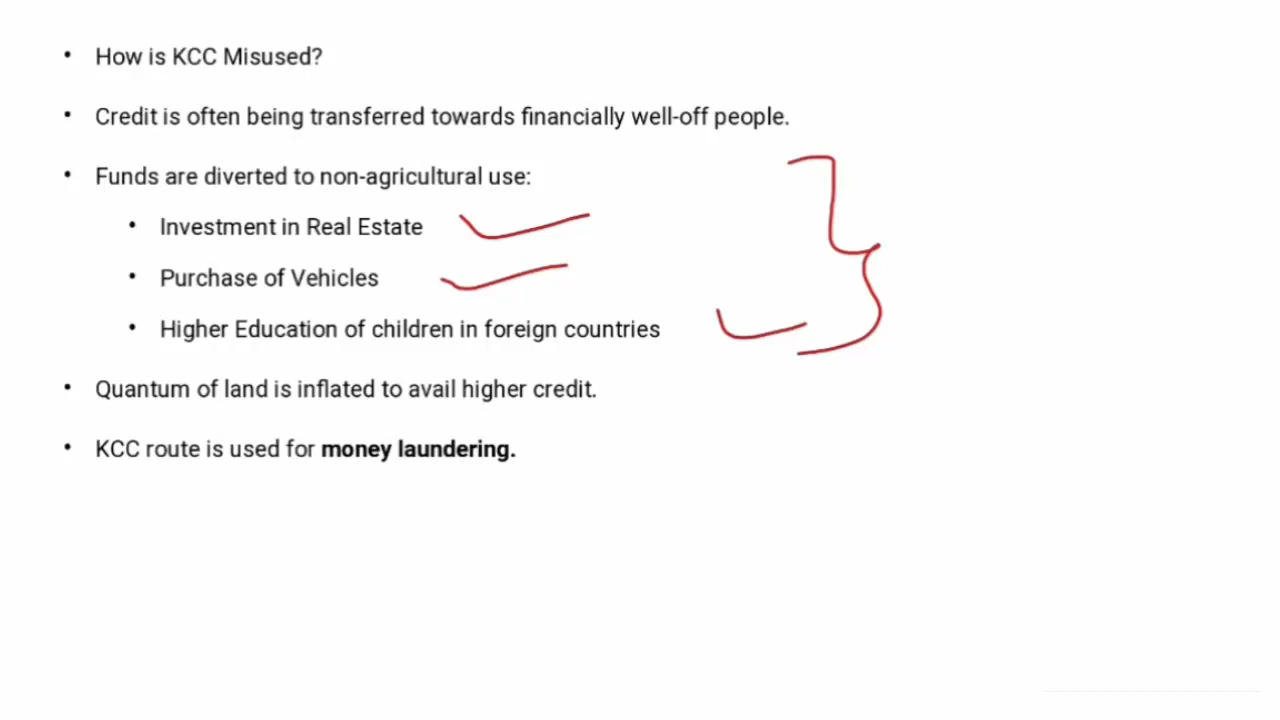 • How is KCC Misused?
• Credit is often being transferred towards financially well-off people.
• Funds are diverted to non-agricultural use:
• Investment in Real Estate
• Purchase of Vehicles
• Higher Education of children in foreign countries
• Quantum of land is inflated to avail higher credit.
• KCC route is used for money laundering.